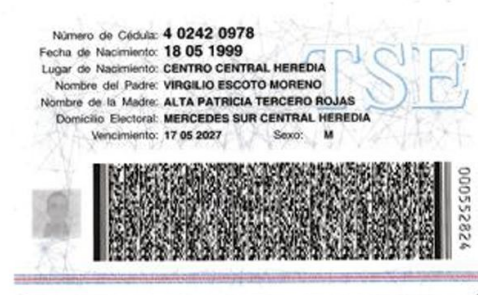 Número de Cédula: 4 0242 0978
Fecha de Nacimiento: 18 05 1999
Lugar de Nacimiento: CENTRO CENTRAL HEREDIA
Nombre del Padre: VIRGILIO ESCOTO MORENO
Nombre de la Madre: ALTA PATRICIA TERCERO ROJAS
Domicilio Electoral: MERCEDES SUR CENTRAL HEREDIA
Vencimiento: 17 05 2027 Sexo: M
TSE
000552824